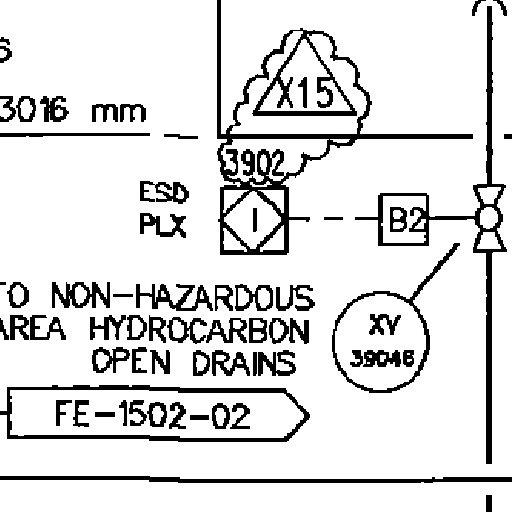 3016 mm
X15
3902
ESD
PLX
I
B2
TO NON-HAZARDOUS
AREA HYDROCARBON
OPEN DRAINS
XV
39046
FE-1502-02